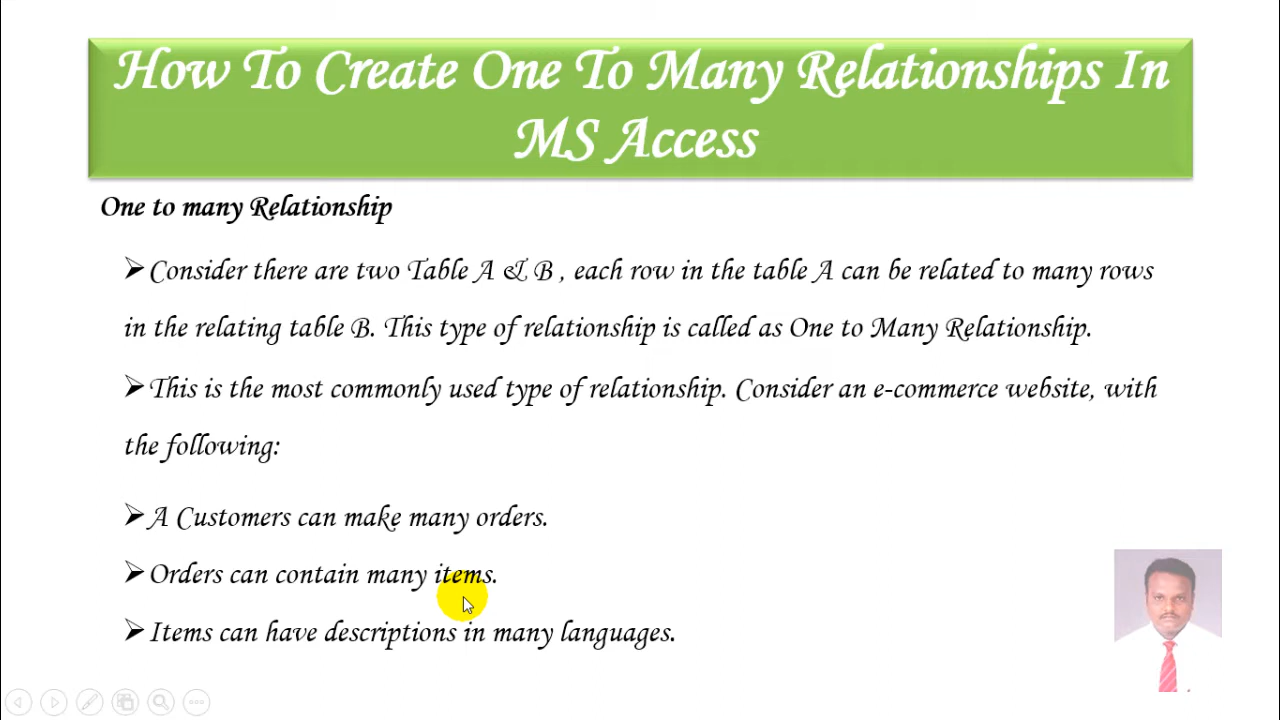 How To Create One To Many Relationships In
MS Access
One to many Relationship
➢Consider there are two Table A & B , each row in the table A can be related to many rows
in the relating table B. This type of relationship is called as One to Many Relationship.
➢This is the most commonly used type of relationship. Consider an e-commerce website, with
the following:
➢A Customers can make many orders.
➢Orders can contain many items.
➢Items can have descriptions in many languages.